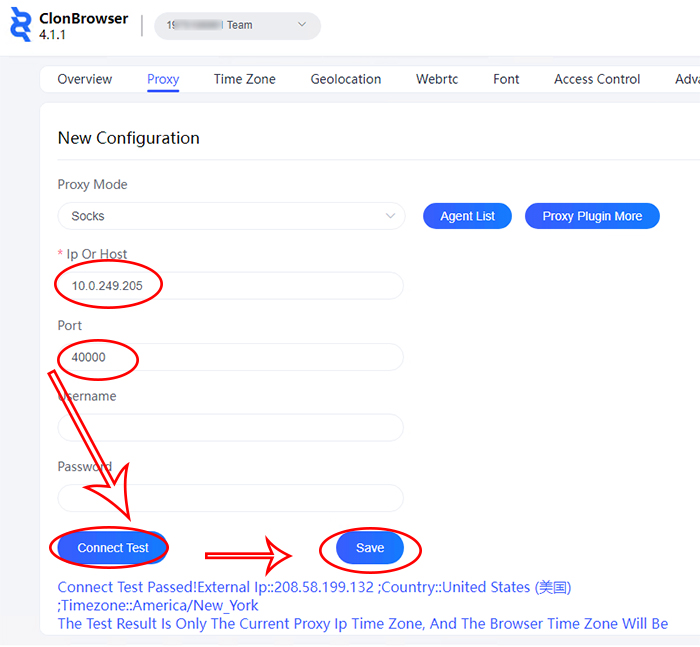 ClonBrowser
4.1.1
Team
Overview Proxy Time Zone Geolocation Webrtc Font Access Control Adva
New Configuration
Proxy Mode
Socks Agent List Proxy Plugin More
* Ip Or Host
10.0.249.205
Port
40000
Username
Password
Connect Test Save
Connect Test Passed!External Ip::208.58.199.132 ;Country::United States (美国)
;Timezone::America/New_York
The Test Result Is Only The Current Proxy Ip Time Zone, And The Browser Time Zone Will Be